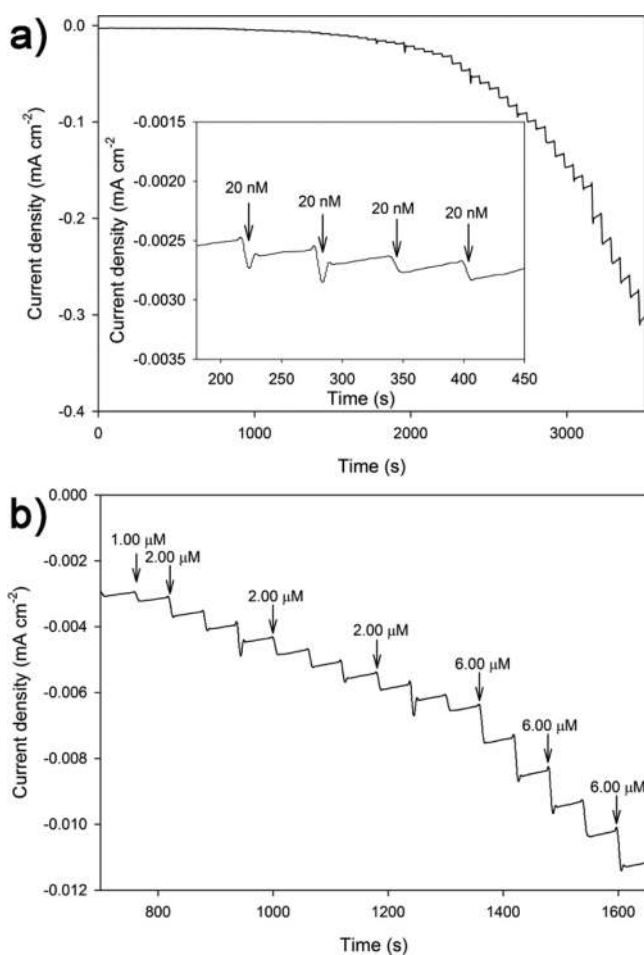 a)
0.0
-0.1
-0.2
-0.3
-0.4
Current density (mA cm-2)
-0.0015
-0.0020
-0.0025
-0.0030
-0.0035
Current density (mA cm-2)
20 nM
20 nM
20 nM
20 nM
200 250 300 350 400 450
Time (s)
0 1000 2000 3000
Time (s)
b)
0.000
-0.002
-0.004
-0.006
-0.008
-0.010
-0.012
Current density (mA cm-2)
1.00 μM
2.00 μM
2.00 μM
2.00 μM
6.00 μM
6.00 μM
6.00 μM
800 1000 1200 1400 1600
Time (s)